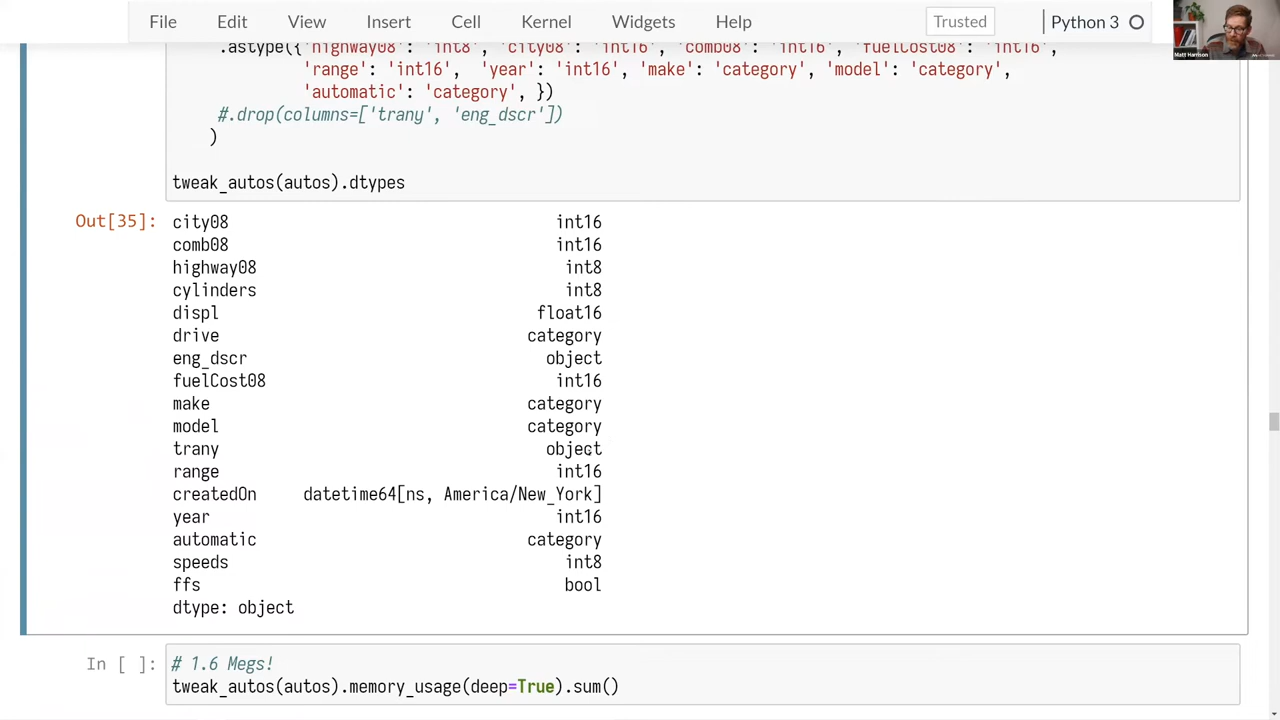 File Edit View Insert Cell Kernel Widgets Help Trusted Python 3
Matt Harrison
.astype({'highway08': 'int8', 'city08': 'int16', 'comb08': 'int16', 'fuelCost08': 'int16',
'range': 'int16', 'year': 'int16', 'make': 'category', 'model': 'category',
'automatic': 'category', })
#.drop(columns=['trany', 'eng_dscr'])
)
tweak_autos(autos).dtypes
Out[35]: city08 int16
comb08 int16
highway08 int8
cylinders int8
displ float16
drive category
eng_dscr object
fuelCost08 int16
make category
model category
trany object
range int16
createdOn datetime64[ns, America/New_York]
year int16
automatic category
speeds int8
ffs bool
dtype: object
In [ ]: # 1.6 Megs!
tweak_autos(autos).memory_usage(deep=True).sum()